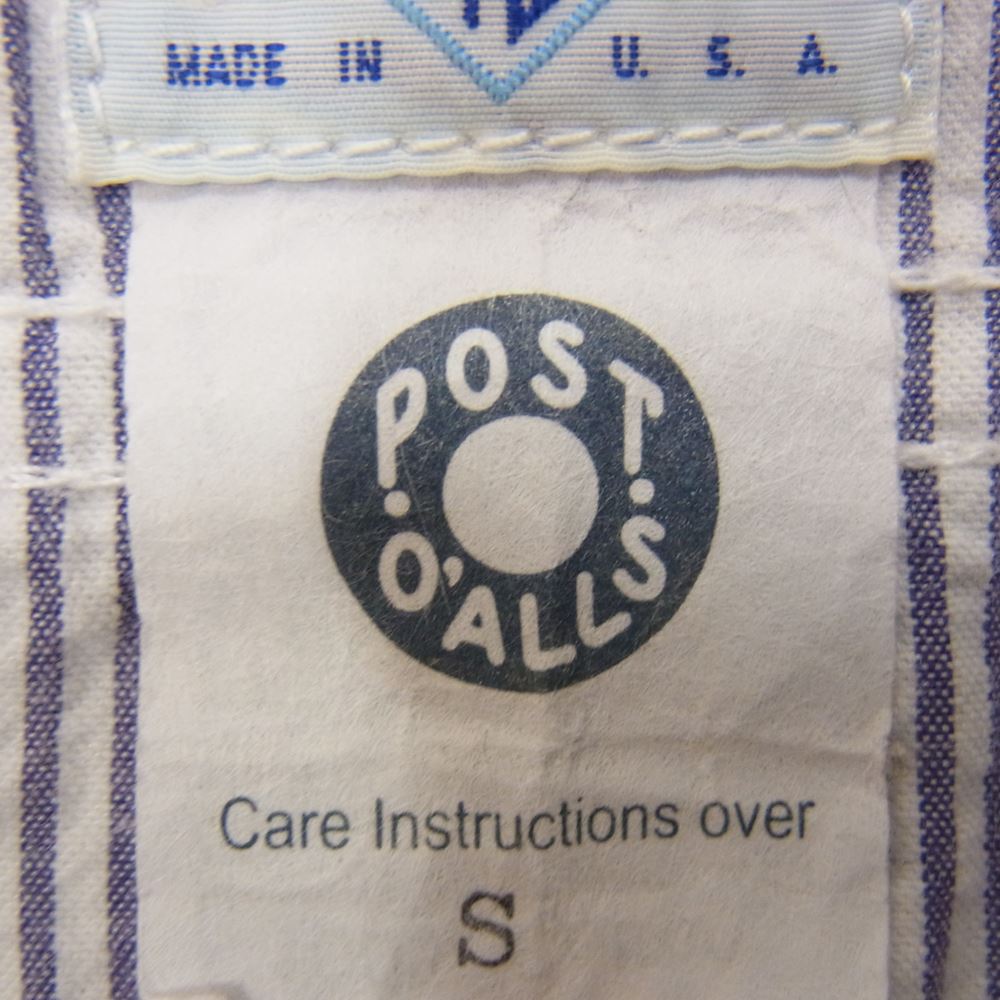 MADE IN U. S. A.
POST
O'ALLS
Care Instructions over
S